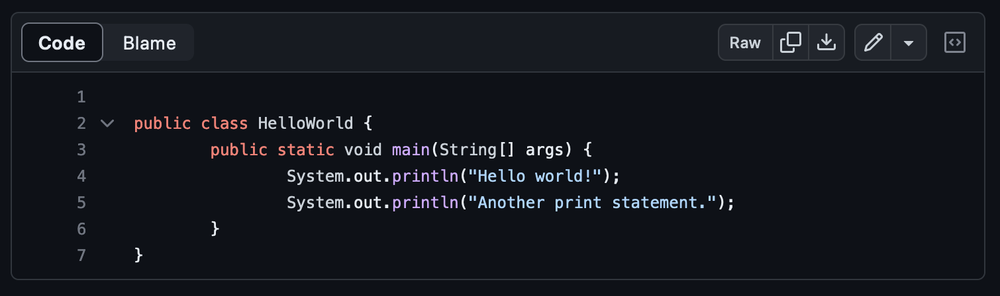 Code Blame Raw
1
2 public class HelloWorld {
3         public static void main(String[] args) {
4                 System.out.println("Hello world!");
5                 System.out.println("Another print statement.");
6         }
7 }